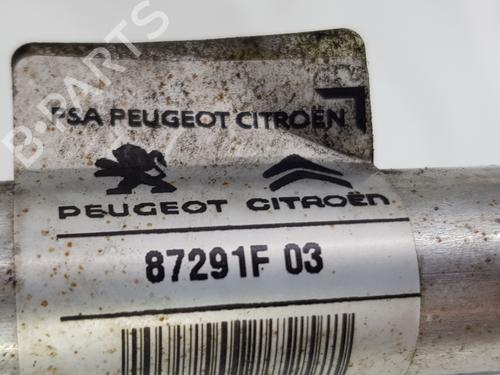 B-PARTS
PSA PEUGEOT CITROËN
PEUGEOT CITROËN
87291F 03